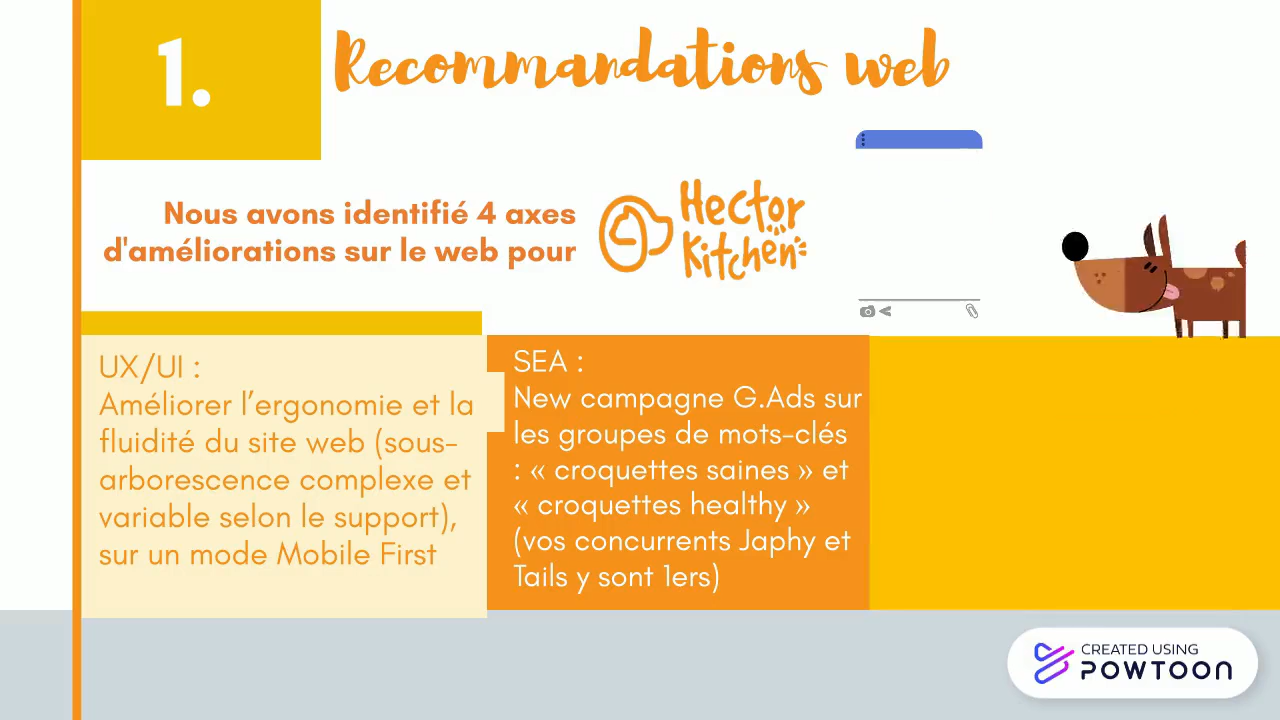 1.
Recommandations web
Nous avons identifié 4 axes
d'améliorations sur le web pour
Hector
Kitchen
UX/UI :
Améliorer l’ergonomie et la
fluidité du site web (sous-
arborescence complexe et
variable selon le support),
sur un mode Mobile First
SEA :
New campagne G.Ads sur
les groupes de mots-clés
: « croquettes saines » et
« croquettes healthy »
(vos concurrents Japhy et
Tails y sont 1ers)
CREATED USING
POWTOON